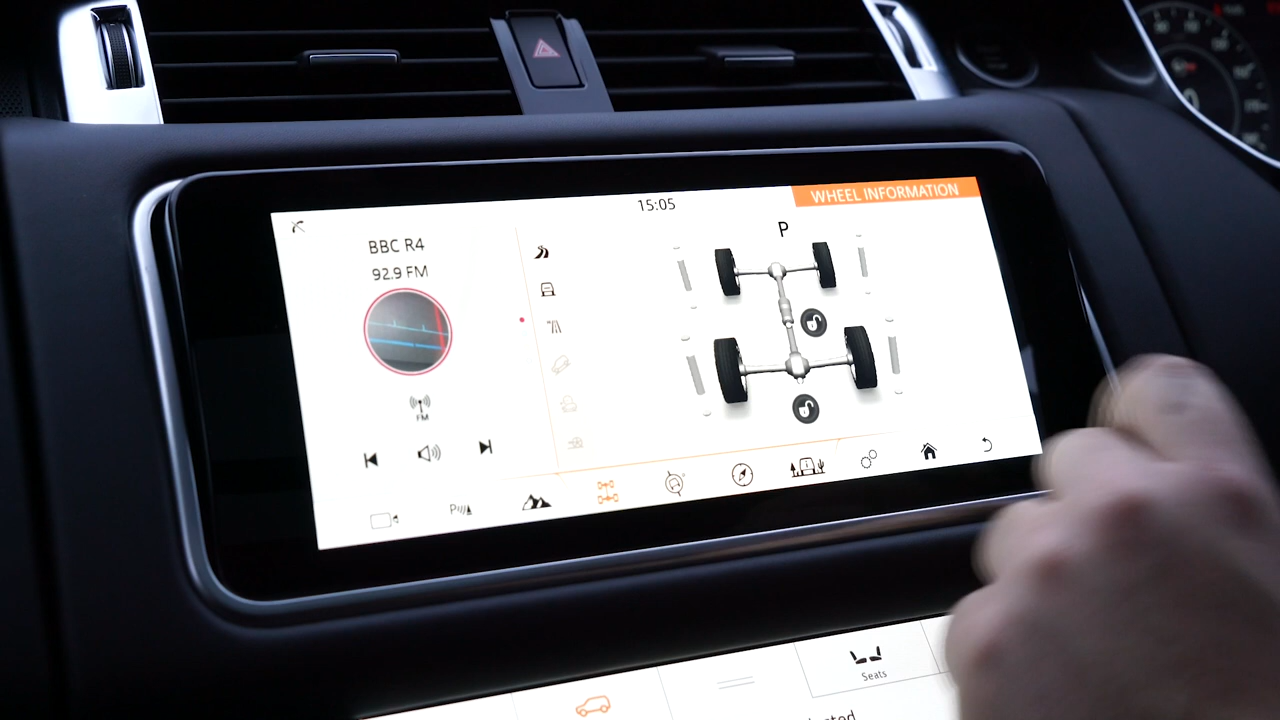 15:05
WHEEL INFORMATION
BBC R4
92.9 FM
P
FM
P
Seats